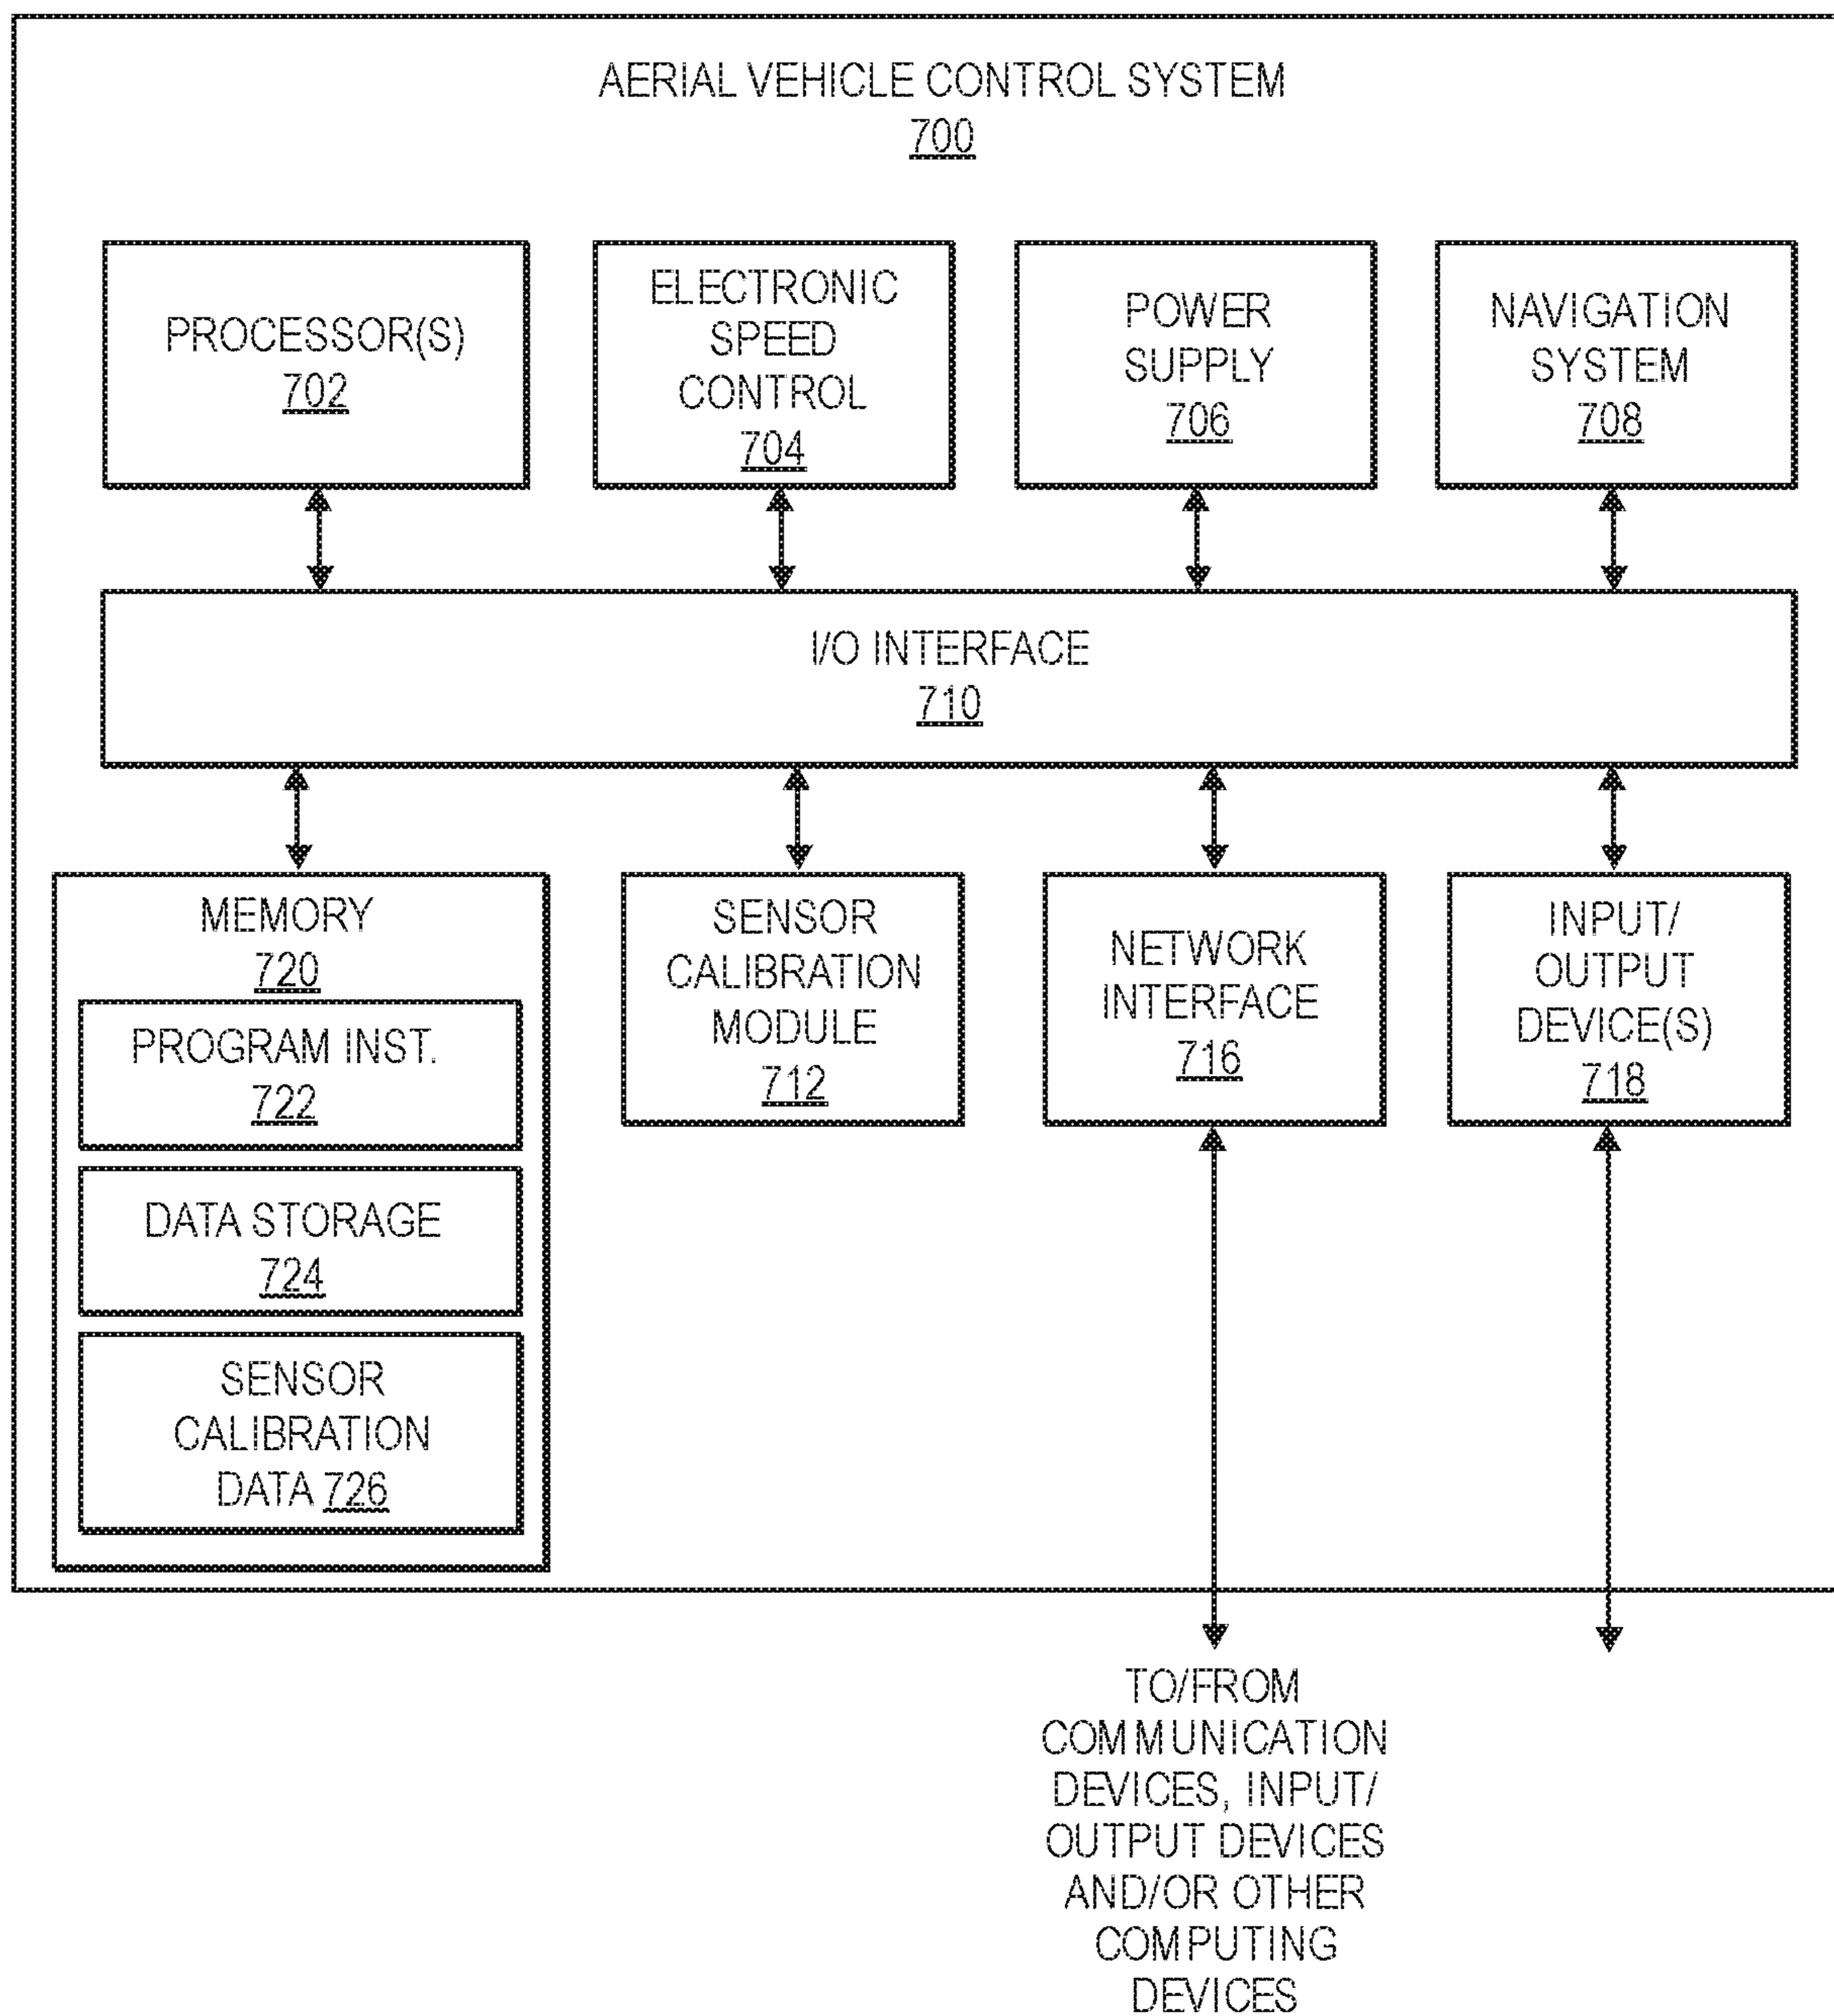 AERIAL VEHICLE CONTROL SYSTEM
700
PROCESSOR(S)
702
ELECTRONIC
SPEED
CONTROL
704
POWER
SUPPLY
706
NAVIGATION
SYSTEM
708
I/O INTERFACE
710
MEMORY
720
PROGRAM INST.
722
DATA STORAGE
724
SENSOR
CALIBRATION
DATA 726
SENSOR
CALIBRATION
MODULE
712
NETWORK
INTERFACE
716
INPUT/
OUTPUT
DEVICE(S)
718
TO/FROM
COMMUNICATION
DEVICES, INPUT/
OUTPUT DEVICES
AND/OR OTHER
COMPUTING
DEVICES